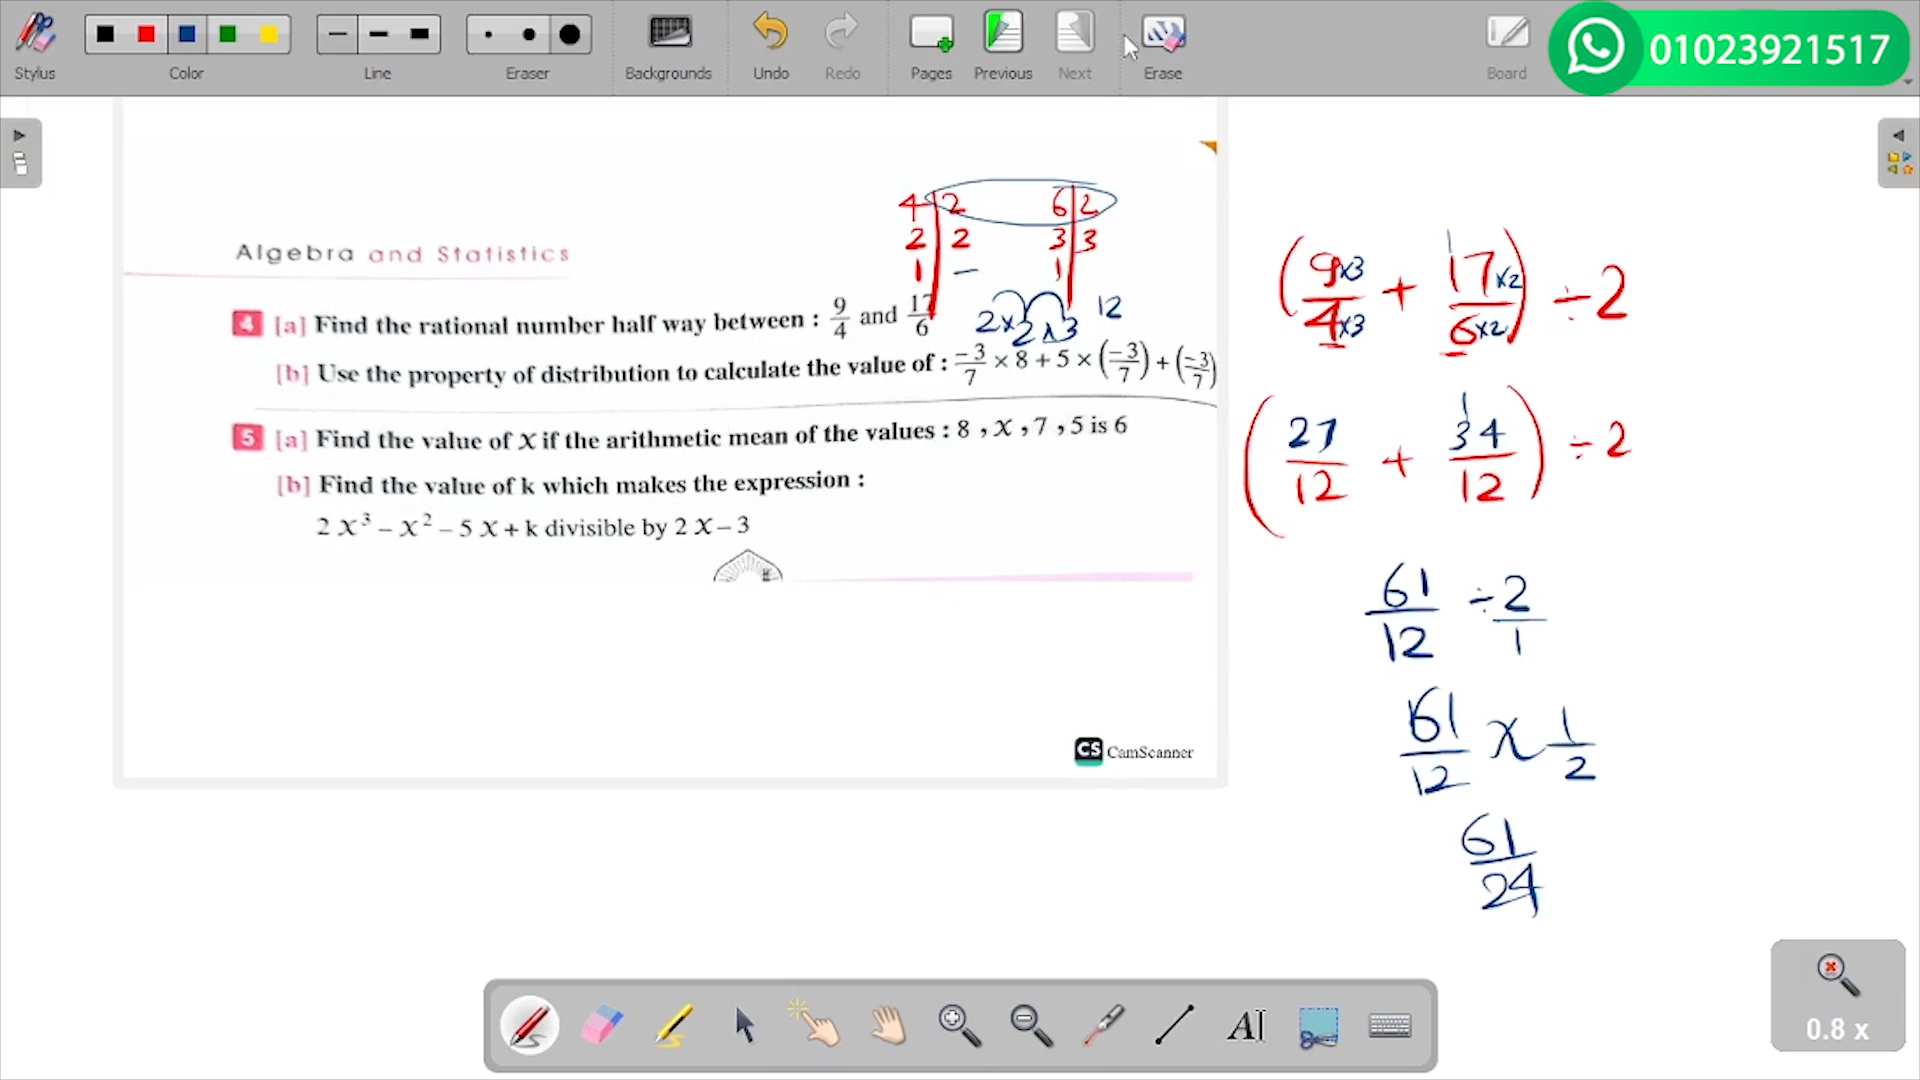 Stylus Color Line Eraser Backgrounds Undo Redo Pages Previous Next Erase Board
01023921517
Algebra and Statistics
4 [a] Find the rational number half way between : 9/4 and 17/6
[b] Use the property of distribution to calculate the value of : -3/7 × 8 + 5 × (-3/7) + (-3/7)
5 [a] Find the value of X if the arithmetic mean of the values : 8 , X , 7 , 5 is 6
[b] Find the value of k which makes the expression :
2 X³ – X² – 5 X + k divisible by 2 X – 3
CS CamScanner
4 | 2 6 | 2
2 | 2 3 | 3
1 | – 1 |
2 × 2 × 3 12
(9×3/4×3 + 17×2/6×2) ÷ 2
(27/12 + 34/12) ÷ 2
61/12 ÷ 2/1
61/12 × 1/2
61/24
0.8 x